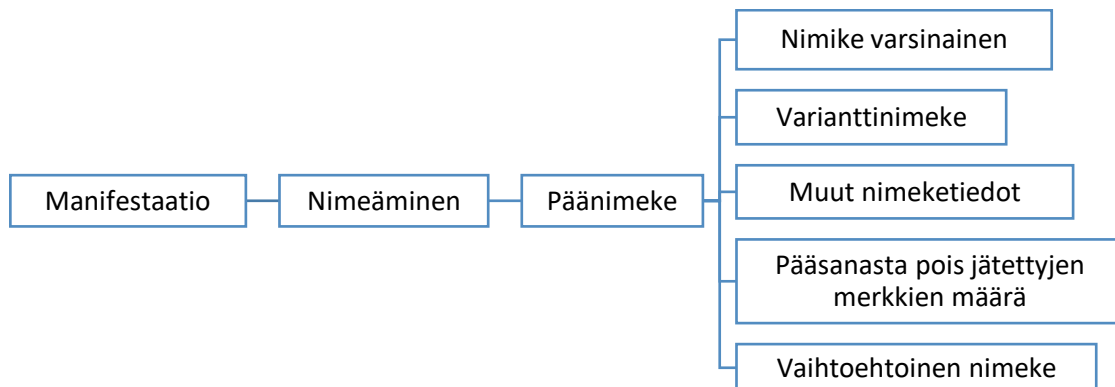 Manifestaatio
Nimeäminen
Päänimeke
Nimike varsinainen
Varianttinimeke
Muut nimeketiedot
Pääsanasta pois jätettyjen
merkkien määrä
Vaihtoehtoinen nimeke